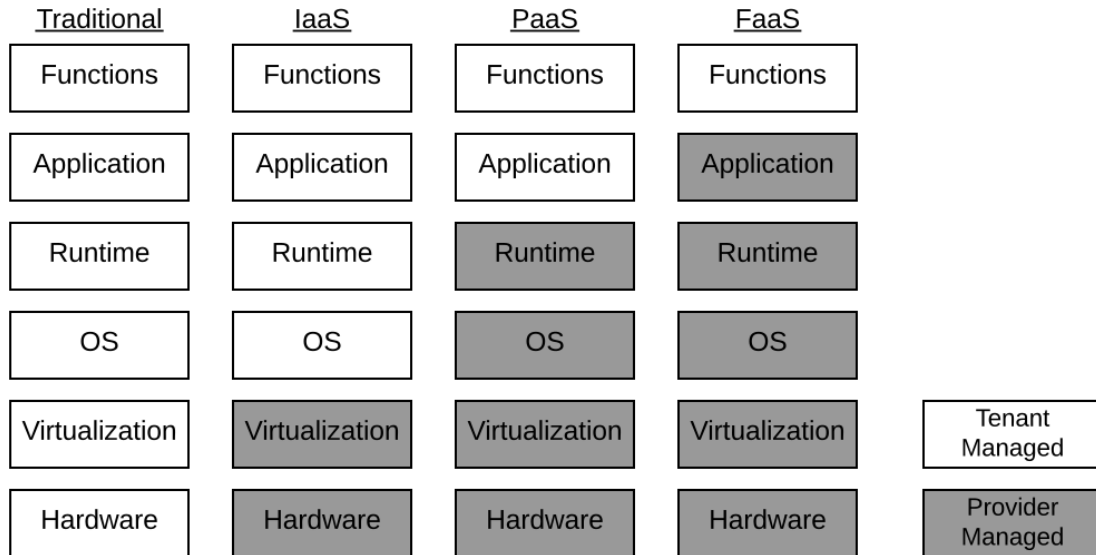 Traditional
IaaS
PaaS
FaaS
Functions
Functions
Functions
Functions
Application
Application
Application
Application
Runtime
Runtime
Runtime
Runtime
OS
OS
OS
OS
Virtualization
Virtualization
Virtualization
Virtualization
Tenant
Managed
Hardware
Hardware
Hardware
Hardware
Provider
Managed